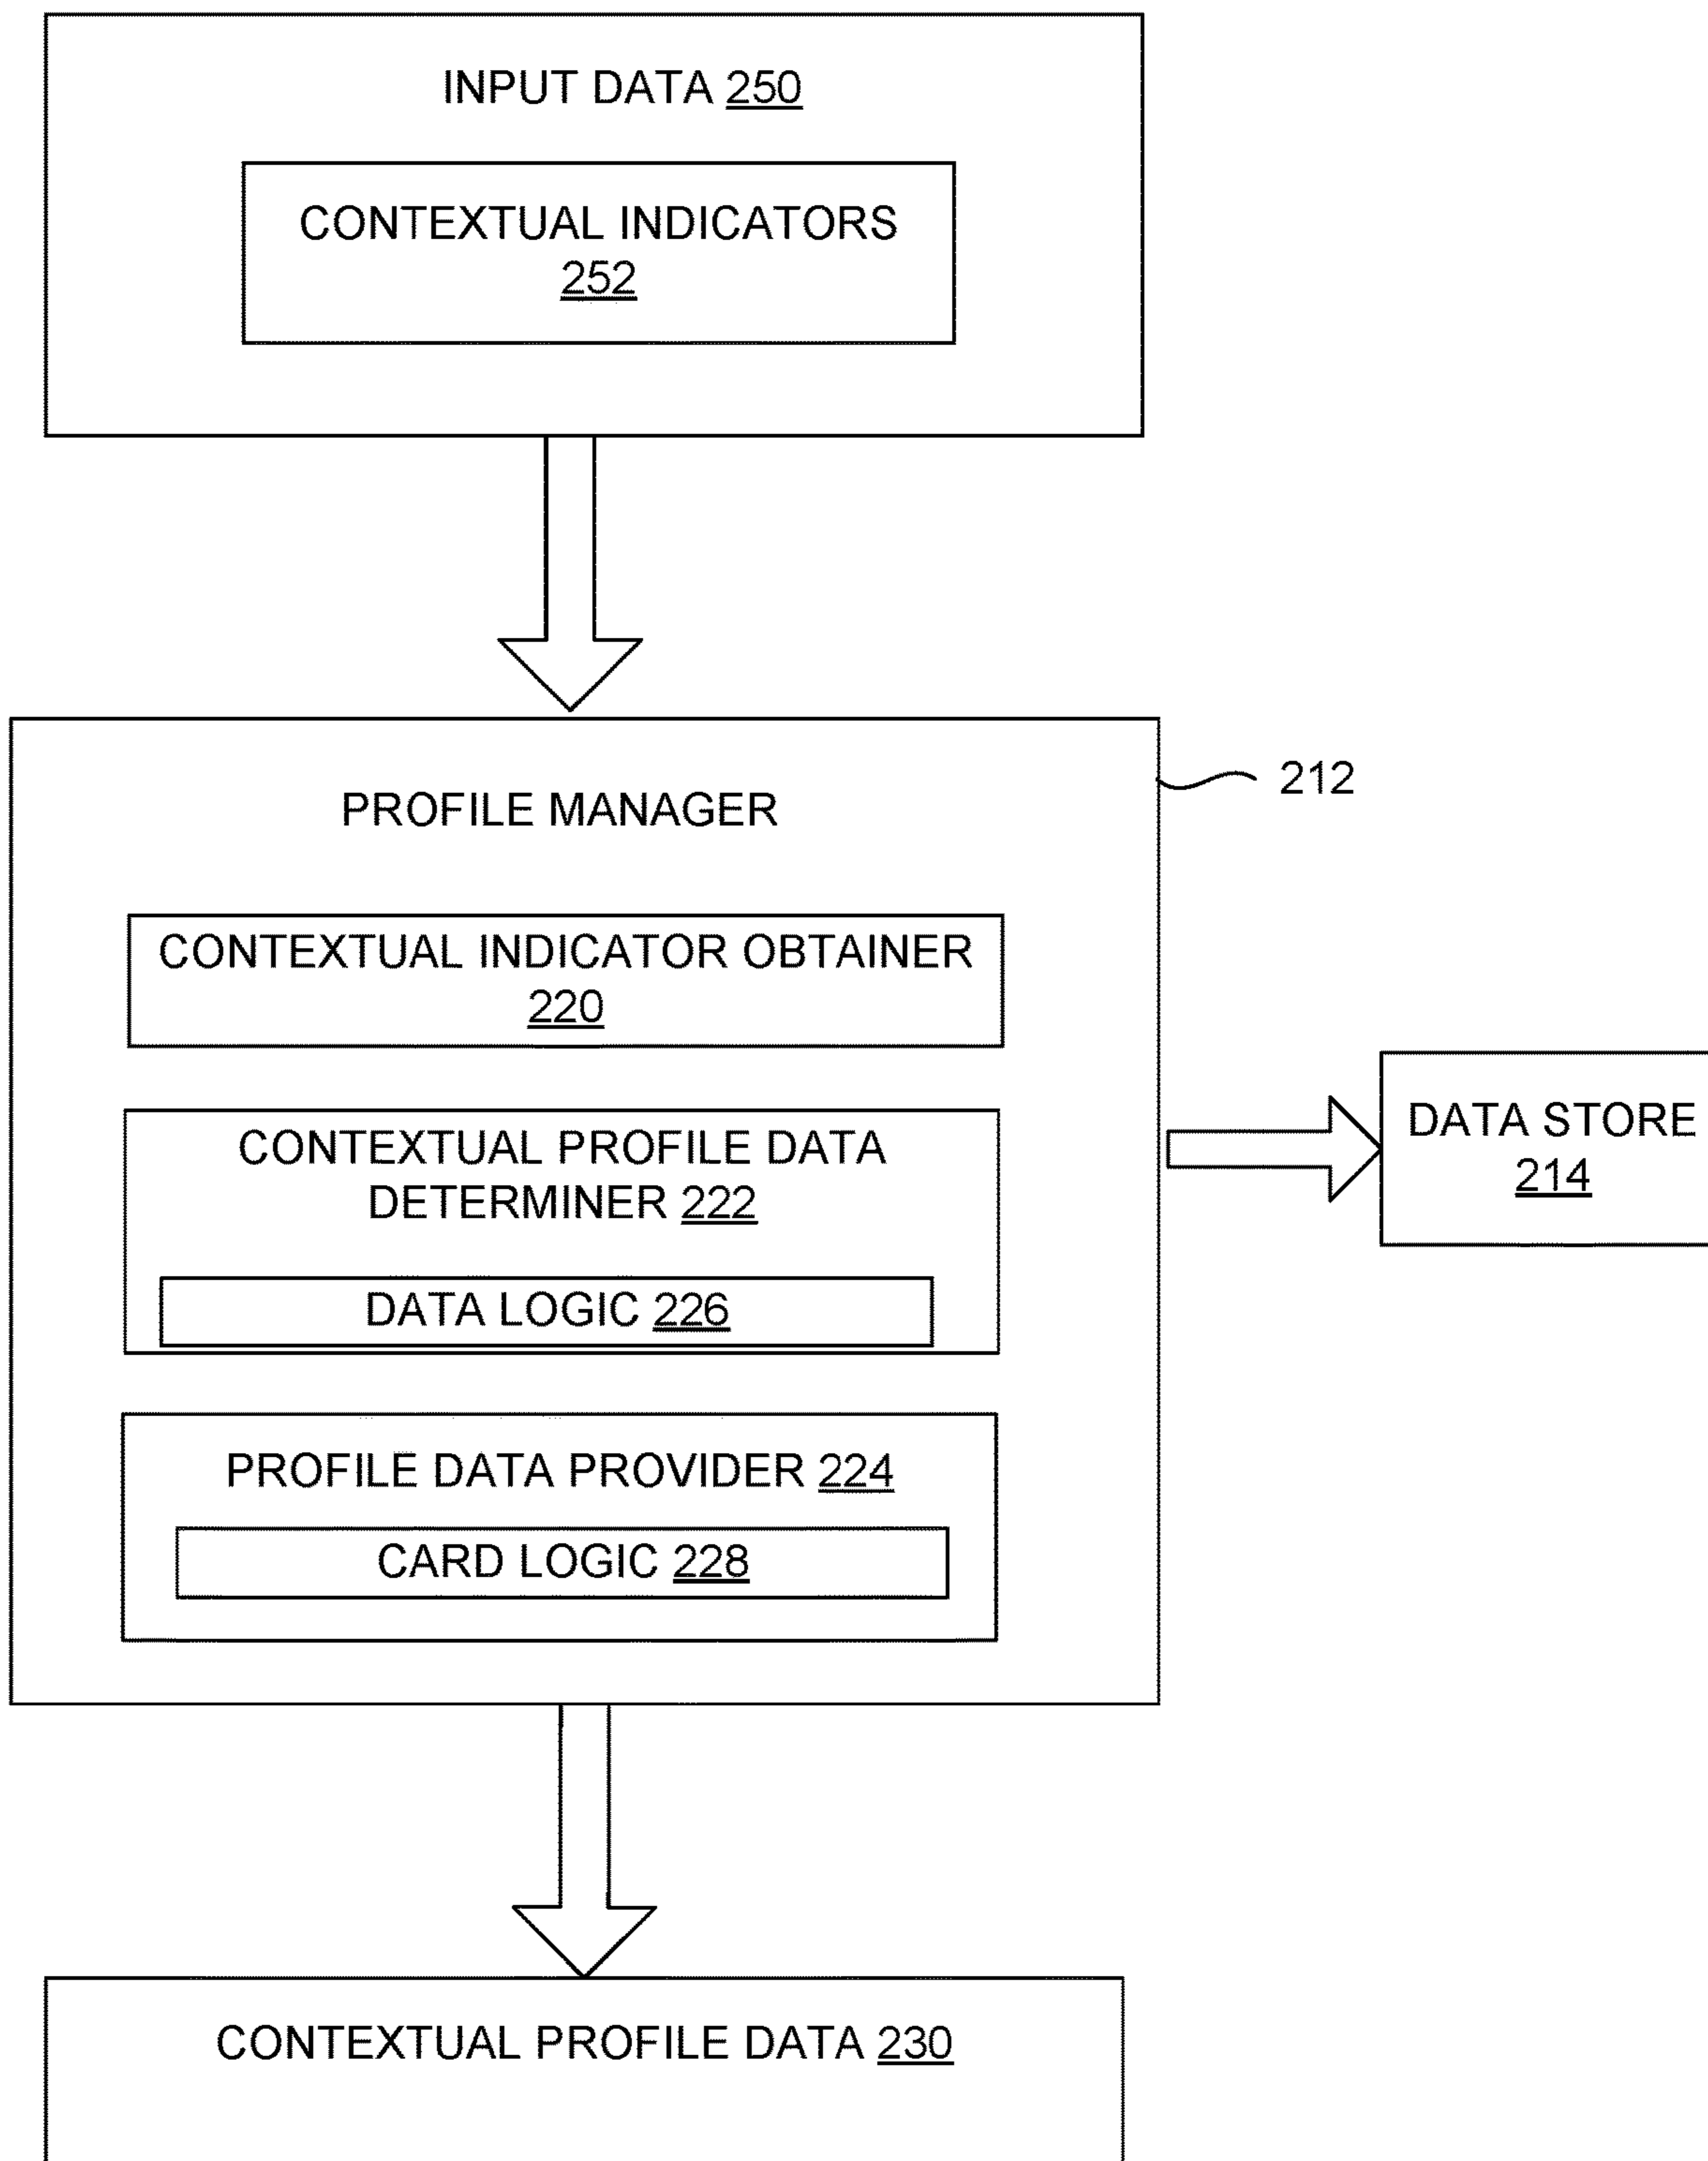 INPUT DATA 250
CONTEXTUAL INDICATORS
252
212
PROFILE MANAGER
CONTEXTUAL INDICATOR OBTAINER
220
CONTEXTUAL PROFILE DATA
DETERMINER 222
DATA LOGIC 226
PROFILE DATA PROVIDER 224
CARD LOGIC 228
DATA STORE
214
CONTEXTUAL PROFILE DATA 230